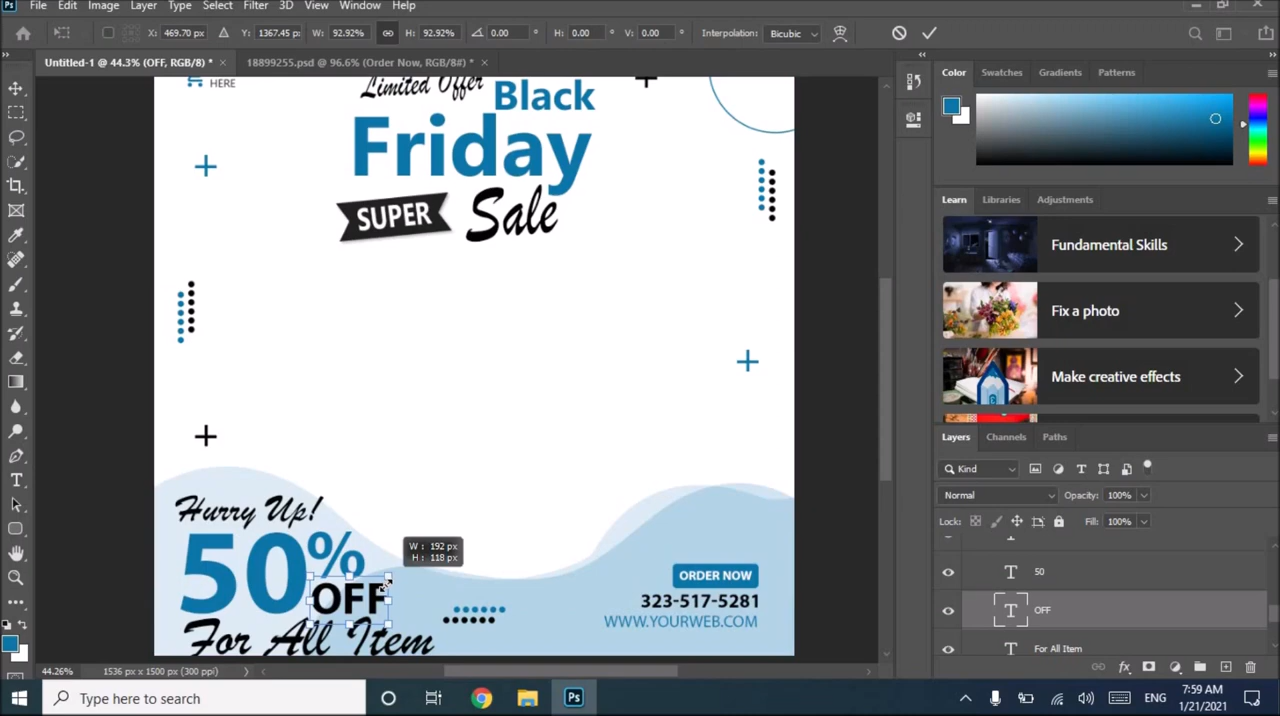 Ps File Edit Image Layer Type Select Filter 3D View Window Help
X: 469.70 px Y: 1367.45 px W: 92.92% H: 92.92% 0.00 ° H: 0.00 ° V: 0.00 ° Interpolation: Bicubic
Untitled-1 @ 44.3% (OFF, RGB/8) * × 18899255.psd @ 96.6% (Order Now, RGB/8#) * ×
Color Swatches Gradients Patterns
HERE
Limited Offer
Black
Friday
SUPER Sale
Learn Libraries Adjustments
Fundamental Skills
Fix a photo
Make creative effects
Layers Channels Paths
Kind
Normal Opacity: 100%
Lock: Fill: 100%
50
OFF
For All Item
Hurry Up!
50%
OFF
For All Item
W : 192 px
H : 118 px
ORDER NOW
323-517-5281
WWW.YOURWEB.COM
44.26% 1536 px x 1500 px (300 ppi)
Type here to search
Ps
ENG
7:59 AM
1/21/2021